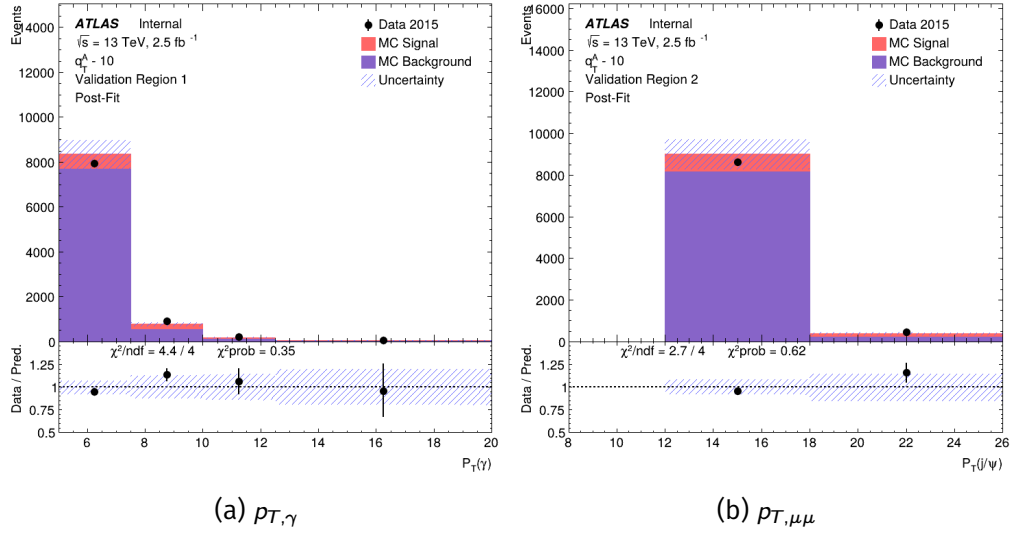 Events
14000
12000
10000
8000
6000
4000
2000
0
ATLAS Internal
√s = 13 TeV, 2.5 fb⁻¹
q_T^A - 10
Validation Region 1
Post-Fit
Data 2015
MC Signal
MC Background
Uncertainty
χ²/ndf = 4.4 / 4 χ²prob = 0.35
Data / Pred.
1.25
1
0.75
0.5
6 8 10 12 14 16 18 20
P_T(γ)
(a) p_{T,γ}
Events
16000
14000
12000
10000
8000
6000
4000
2000
0
ATLAS Internal
√s = 13 TeV, 2.5 fb⁻¹
q_T^A - 10
Validation Region 2
Post-Fit
Data 2015
MC Signal
MC Background
Uncertainty
χ²/ndf = 2.7 / 4 χ²prob = 0.62
Data / Pred.
1.25
1
0.75
0.5
8 10 12 14 16 18 20 22 24 26
P_T(j/ψ)
(b) p_{T,μμ}